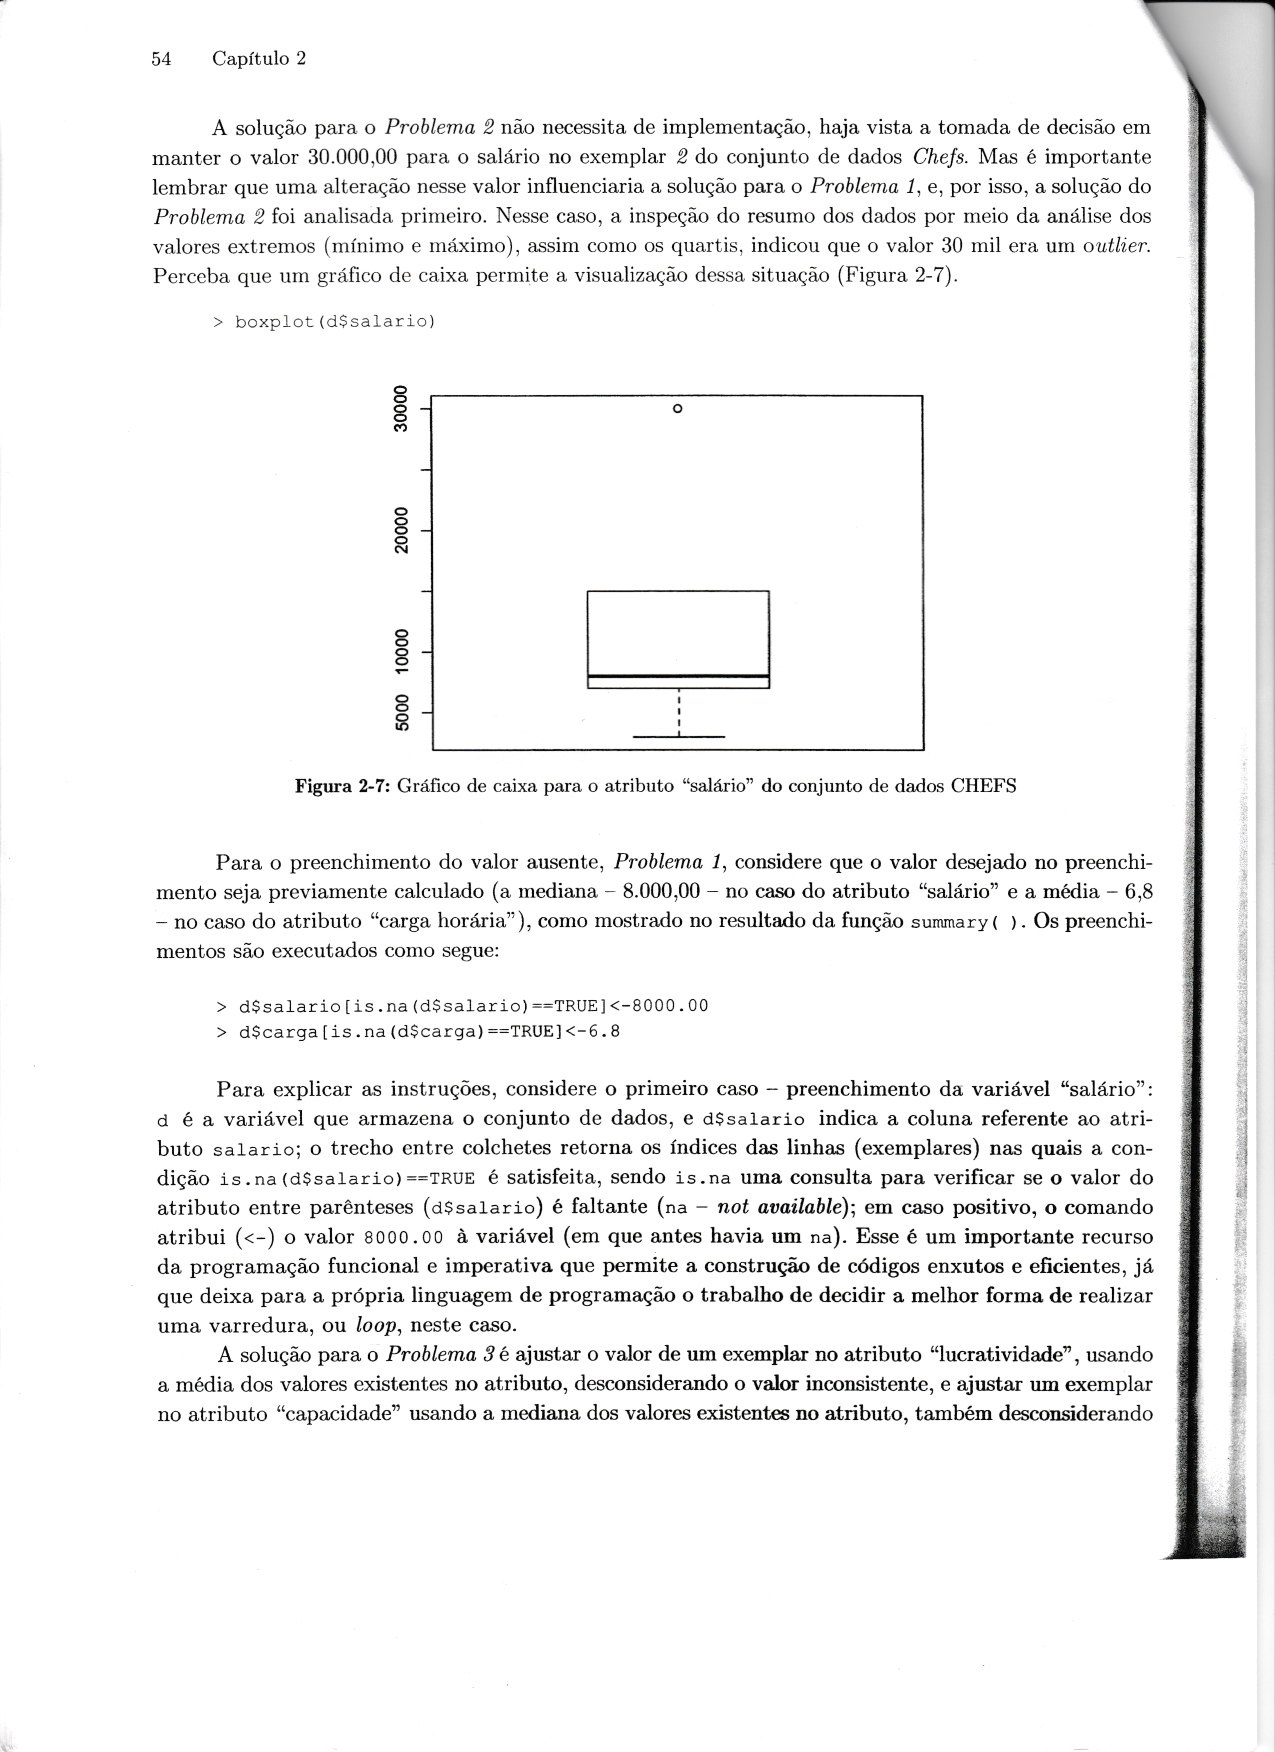 54 Capítulo 2
A solução para o Problema 2 não necessita de implementação, haja vista a tomada de decisão em
manter o valor 30.000,00 para o salário no exemplar 2 do conjunto de dados Chefs. Mas é importante
lembrar que uma alteração nesse valor influenciaria a solução para o Problema 1, e, por isso, a solução do
Problema 2 foi analisada primeiro. Nesse caso, a inspeção do resumo dos dados por meio da análise dos
valores extremos (mínimo e máximo), assim como os quartis, indicou que o valor 30 mil era um outlier.
Perceba que um gráfico de caixa permite a visualização dessa situação (Figura 2-7).
> boxplot(d$salario)
30000
20000
10000
5000
Figura 2-7: Gráfico de caixa para o atributo “salário” do conjunto de dados CHEFS
Para o preenchimento do valor ausente, Problema 1, considere que o valor desejado no preenchi-
mento seja previamente calculado (a mediana – 8.000,00 – no caso do atributo “salário” e a média – 6,8
– no caso do atributo “carga horária”), como mostrado no resultado da função summary( ). Os preenchi-
mentos são executados como segue:
> d$salario[is.na(d$salario)==TRUE]<-8000.00
> d$carga[is.na(d$carga)==TRUE]<-6.8
Para explicar as instruções, considere o primeiro caso – preenchimento da variável “salário”:
d é a variável que armazena o conjunto de dados, e d$salario indica a coluna referente ao atri-
buto salario; o trecho entre colchetes retorna os índices das linhas (exemplares) nas quais a con-
dição is.na(d$salario)==TRUE é satisfeita, sendo is.na uma consulta para verificar se o valor do
atributo entre parênteses (d$salario) é faltante (na – not available); em caso positivo, o comando
atribui (<-) o valor 8000.00 à variável (em que antes havia um na). Esse é um importante recurso
da programação funcional e imperativa que permite a construção de códigos enxutos e eficientes, já
que deixa para a própria linguagem de programação o trabalho de decidir a melhor forma de realizar
uma varredura, ou loop, neste caso.
A solução para o Problema 3 é ajustar o valor de um exemplar no atributo “lucratividade”, usando
a média dos valores existentes no atributo, desconsiderando o valor inconsistente, e ajustar um exemplar
no atributo “capacidade” usando a mediana dos valores existentes no atributo, também desconsiderando